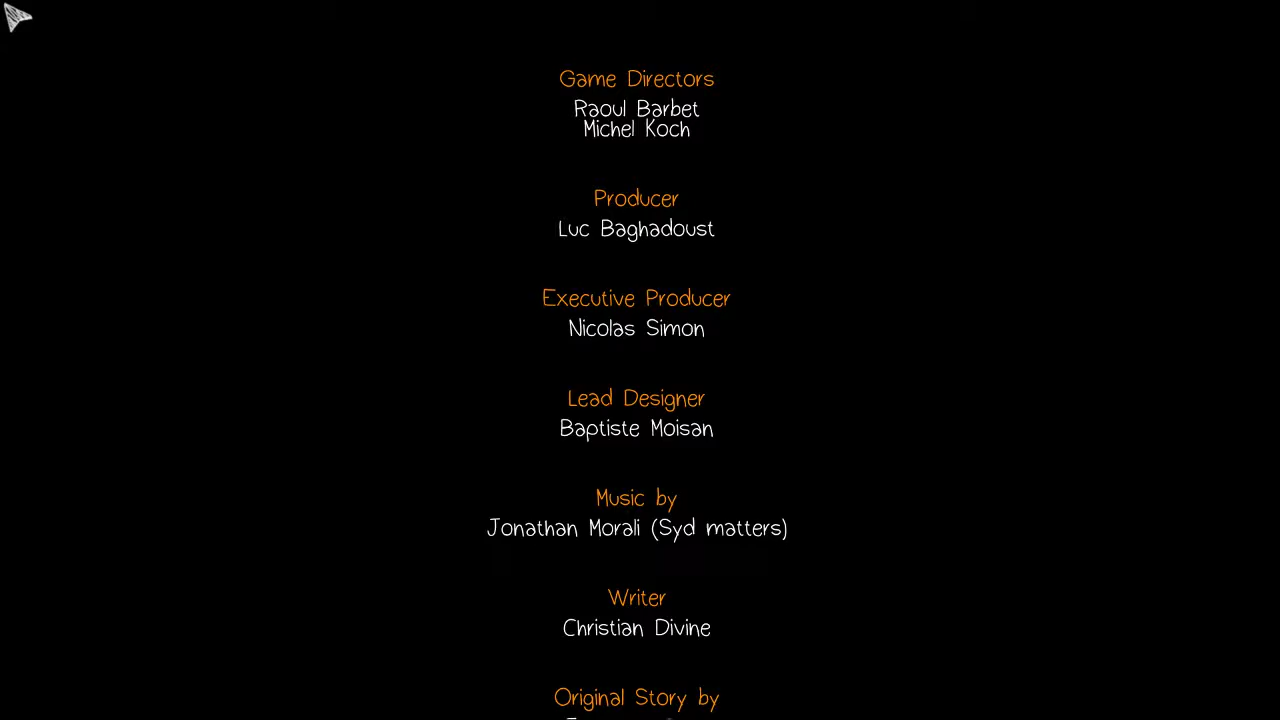 Game Directors
Raoul Barbet
Michel Koch
Producer
Luc Baghadoust
Executive Producer
Nicolas Simon
Lead Designer
Baptiste Moisan
Music by
Jonathan Morali (Syd matters)
Writer
Christian Divine
Original Story by